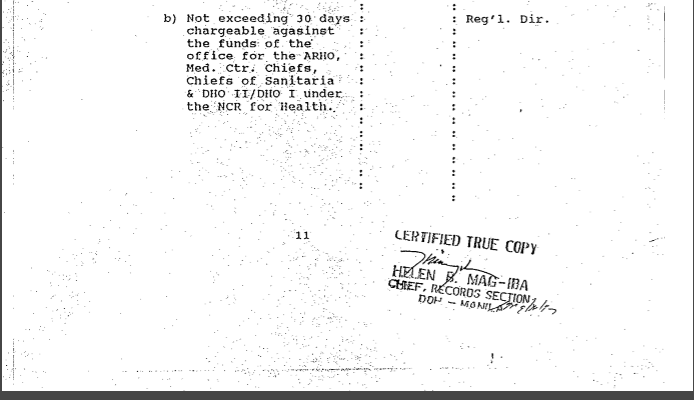 b) Not exceeding 30 days : : Reg'l. Dir.
chargeable agasinst : :
the funds of the : :
office for the ARHO, : :
Med. Ctr. Chiefs, : :
Chiefs of Sanitaria : :
& DHO II/DHO I under : :
the NCR for Health. : :
11
CERTIFIED TRUE COPY
HELEN B. MAG-IBA
CHIEF, RECORDS SECTION
DOH - MANILA